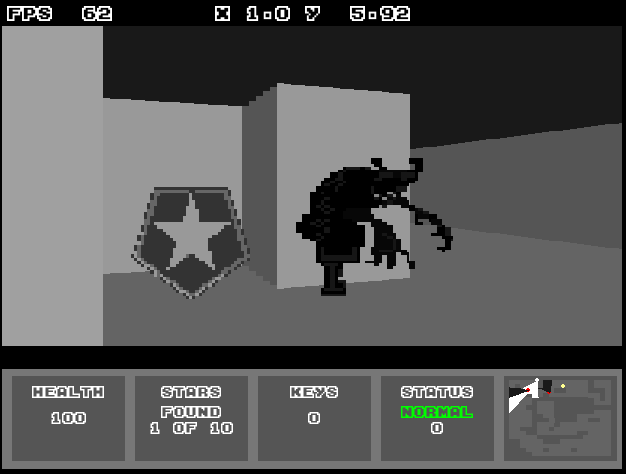 FPS 62 X 1.0 Y 5.92
HEALTH
100
STARS
FOUND
1 OF 10
KEYS
0
STATUS
NORMAL
0